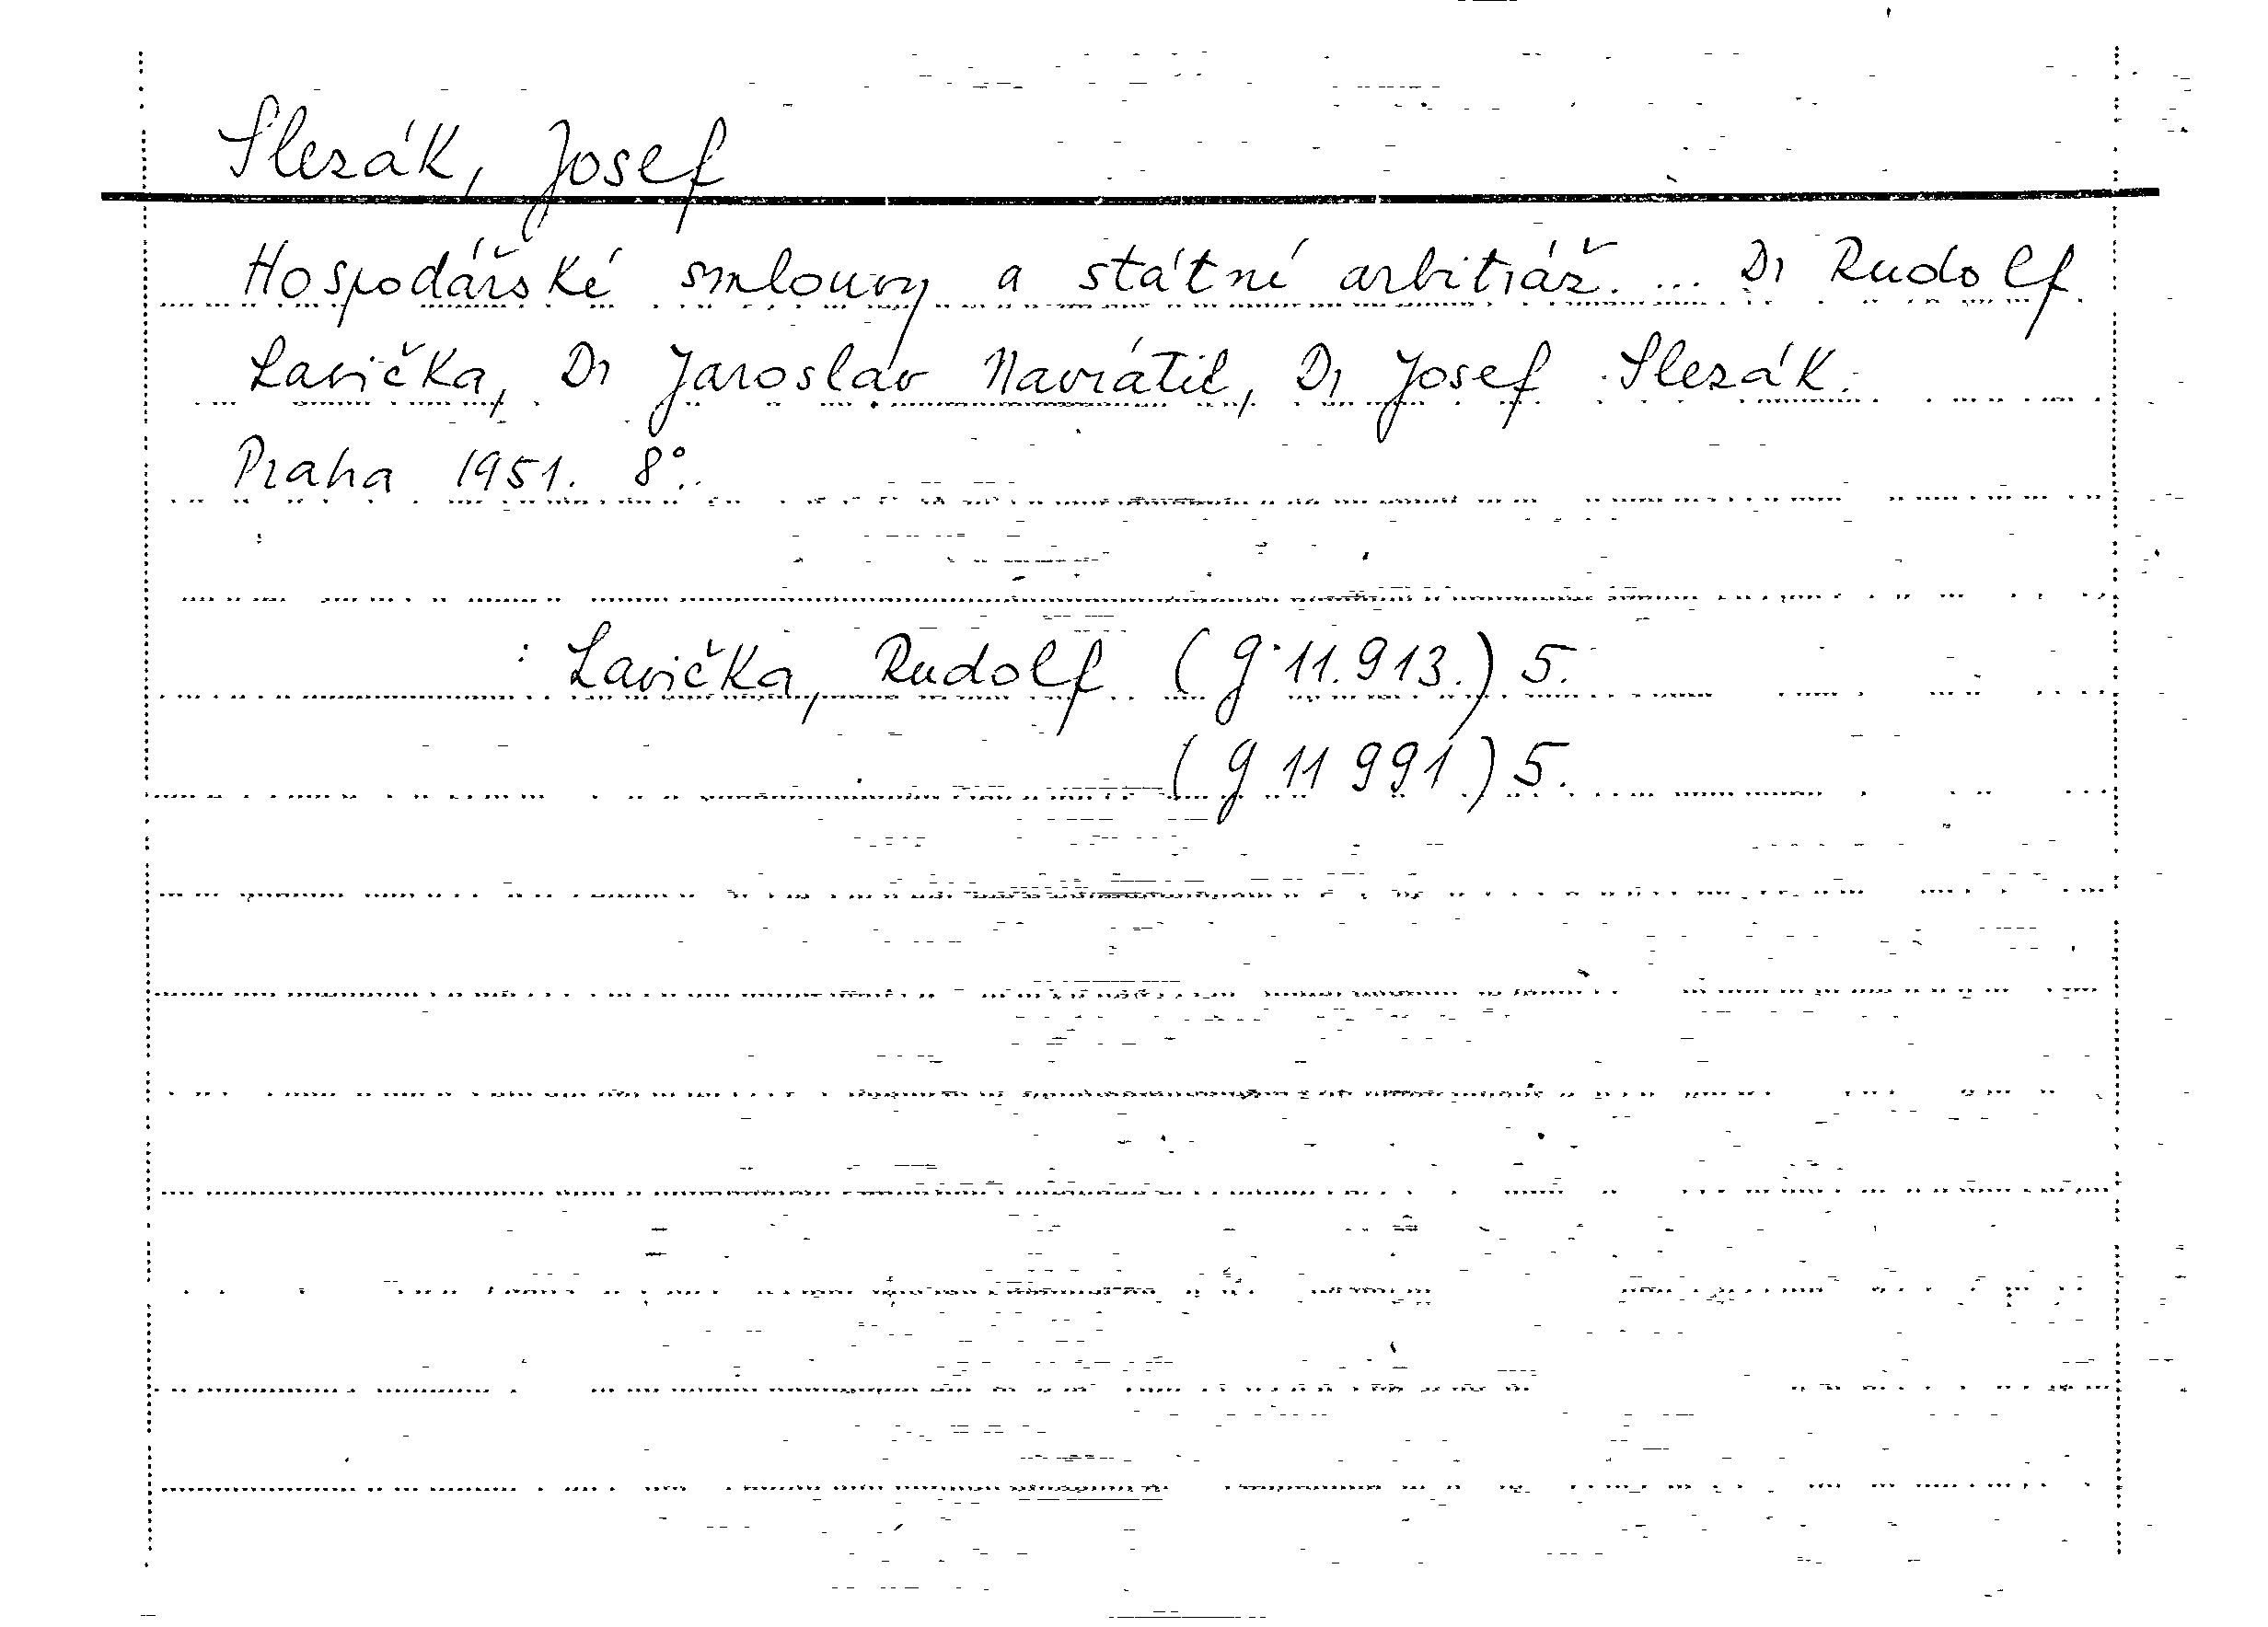 Slezák, Josef
Hospodářské smlouvy a státní arbitráž. ... Dr Rudolf
Lavička, Dr Jaroslav Navrátil, Dr Josef Slezák.
Praha 1951. 8°.
: Lavička, Rudolf (g 11.913.) 5.
(g 11 991.) 5.